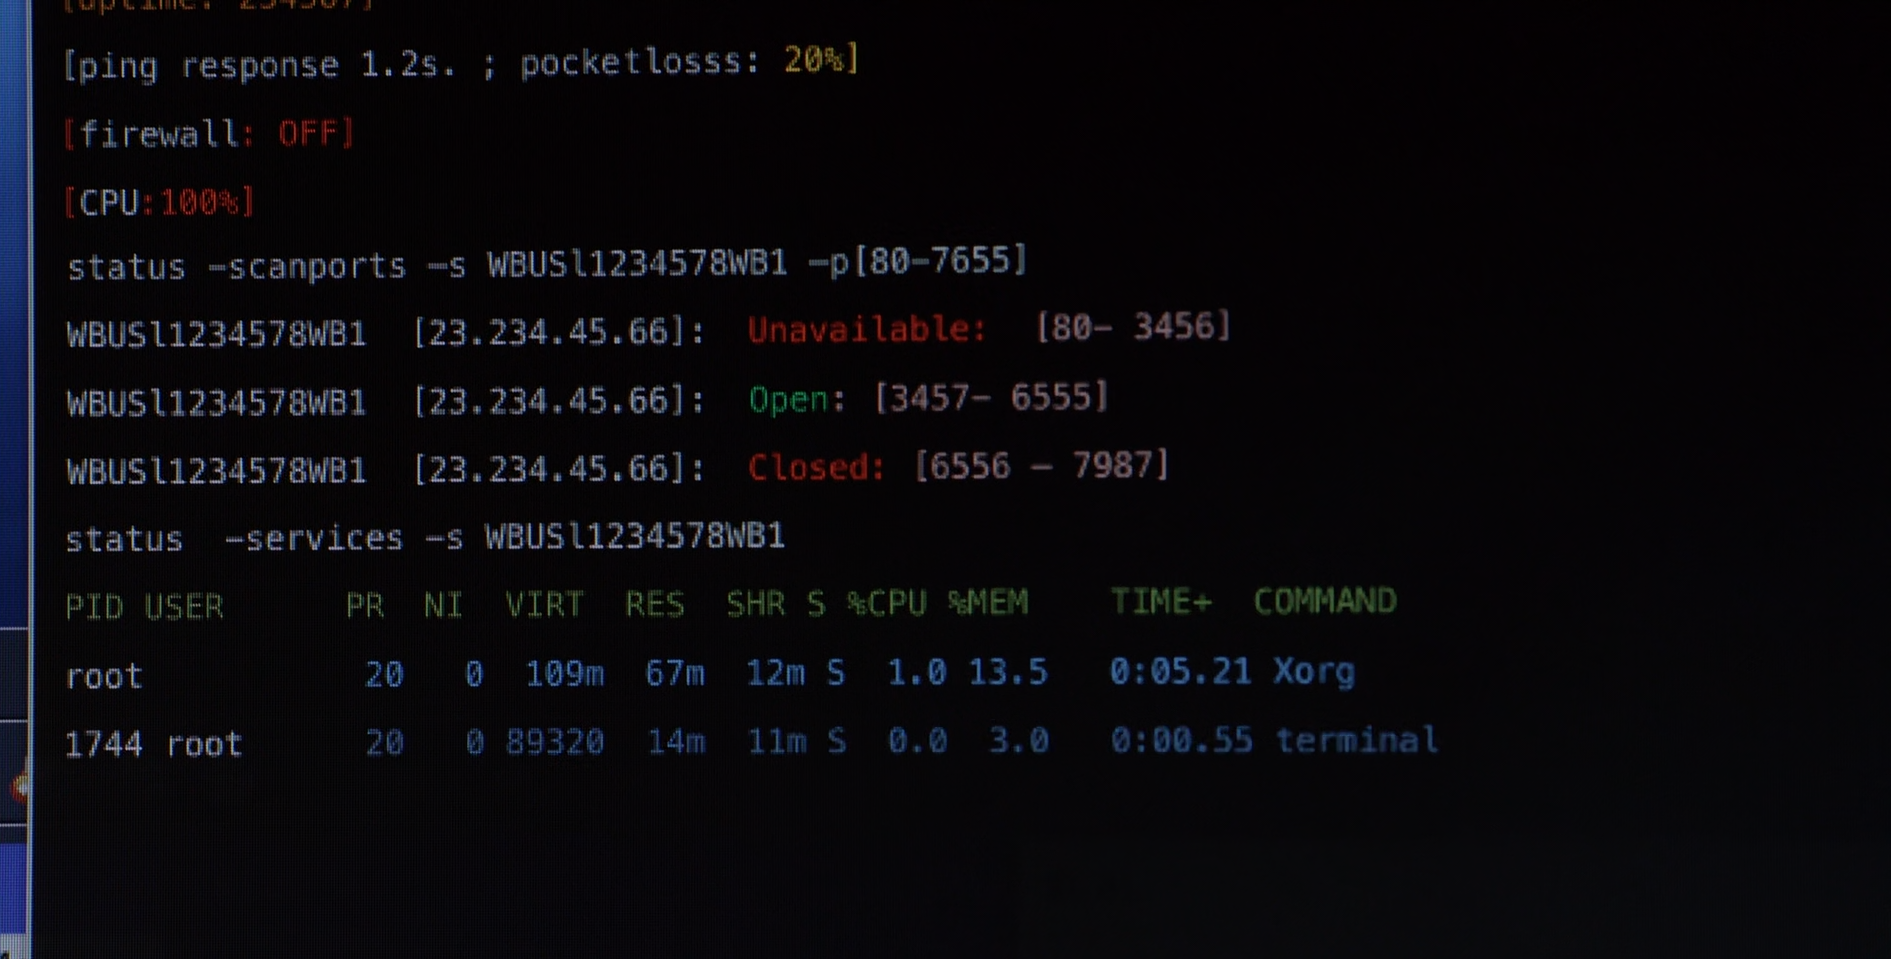 [uptime: 234567]
[ping response 1.2s. ; pocketlosss: 20%]
[firewall: OFF]
[CPU:100%]
status –scanports –s WBUSl1234578WB1 –p[80–7655]
WBUSl1234578WB1 [23.234.45.66]: Unavailable: [80– 3456]
WBUSl1234578WB1 [23.234.45.66]: Open: [3457– 6555]
WBUSl1234578WB1 [23.234.45.66]: Closed: [6556 – 7987]
status –services –s WBUSl1234578WB1
PID USER PR NI VIRT RES SHR S %CPU %MEM TIME+ COMMAND
root 20 0 109m 67m 12m S 1.0 13.5 0:05.21 Xorg
1744 root 20 0 89320 14m 11m S 0.0 3.0 0:00.55 terminal